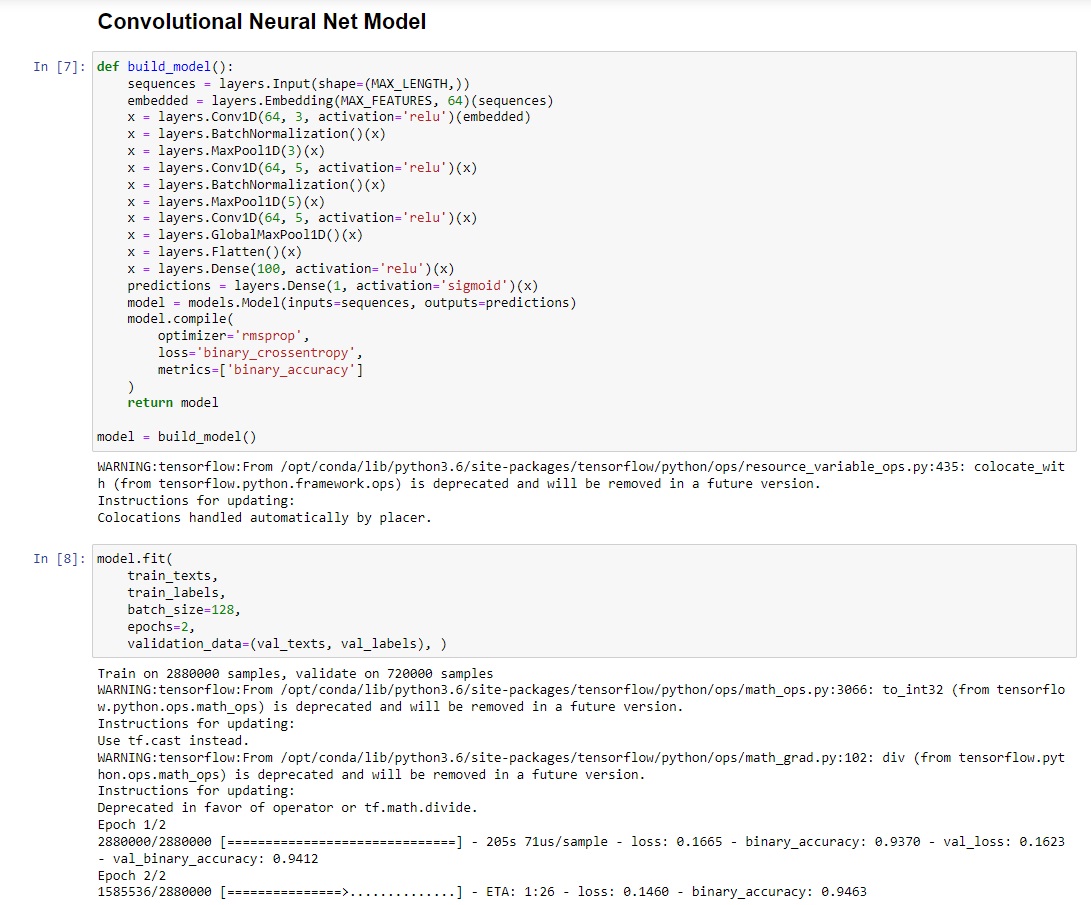 Convolutional Neural Net Model
In [7]: def build_model():
    sequences = layers.Input(shape=(MAX_LENGTH,))
    embedded = layers.Embedding(MAX_FEATURES, 64)(sequences)
    x = layers.Conv1D(64, 3, activation='relu')(embedded)
    x = layers.BatchNormalization()(x)
    x = layers.MaxPool1D(3)(x)
    x = layers.Conv1D(64, 5, activation='relu')(x)
    x = layers.BatchNormalization()(x)
    x = layers.MaxPool1D(5)(x)
    x = layers.Conv1D(64, 5, activation='relu')(x)
    x = layers.GlobalMaxPool1D()(x)
    x = layers.Flatten()(x)
    x = layers.Dense(100, activation='relu')(x)
    predictions = layers.Dense(1, activation='sigmoid')(x)
    model = models.Model(inputs=sequences, outputs=predictions)
    model.compile(
        optimizer='rmsprop',
        loss='binary_crossentropy',
        metrics=['binary_accuracy']
    )
    return model
model = build_model()
WARNING:tensorflow:From /opt/conda/lib/python3.6/site-packages/tensorflow/python/ops/resource_variable_ops.py:435: colocate_wit
h (from tensorflow.python.framework.ops) is deprecated and will be removed in a future version.
Instructions for updating:
Colocations handled automatically by placer.
In [8]: model.fit(
    train_texts,
    train_labels,
    batch_size=128,
    epochs=2,
    validation_data=(val_texts, val_labels), )
Train on 2880000 samples, validate on 720000 samples
WARNING:tensorflow:From /opt/conda/lib/python3.6/site-packages/tensorflow/python/ops/math_ops.py:3066: to_int32 (from tensorflo
w.python.ops.math_ops) is deprecated and will be removed in a future version.
Instructions for updating:
Use tf.cast instead.
WARNING:tensorflow:From /opt/conda/lib/python3.6/site-packages/tensorflow/python/ops/math_grad.py:102: div (from tensorflow.pyt
hon.ops.math_ops) is deprecated and will be removed in a future version.
Instructions for updating:
Deprecated in favor of operator or tf.math.divide.
Epoch 1/2
2880000/2880000 [==============================] - 205s 71us/sample - loss: 0.1665 - binary_accuracy: 0.9370 - val_loss: 0.1623
- val_binary_accuracy: 0.9412
Epoch 2/2
1585536/2880000 [===============>..............] - ETA: 1:26 - loss: 0.1460 - binary_accuracy: 0.9463